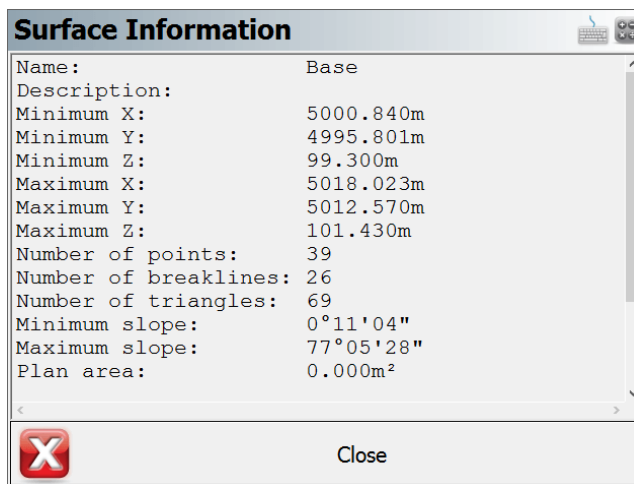 Surface Information
Name: Base
Description:
Minimum X: 5000.840m
Minimum Y: 4995.801m
Minimum Z: 99.300m
Maximum X: 5018.023m
Maximum Y: 5012.570m
Maximum Z: 101.430m
Number of points: 39
Number of breaklines: 26
Number of triangles: 69
Minimum slope: 0°11'04"
Maximum slope: 77°05'28"
Plan area: 0.000m²
Close